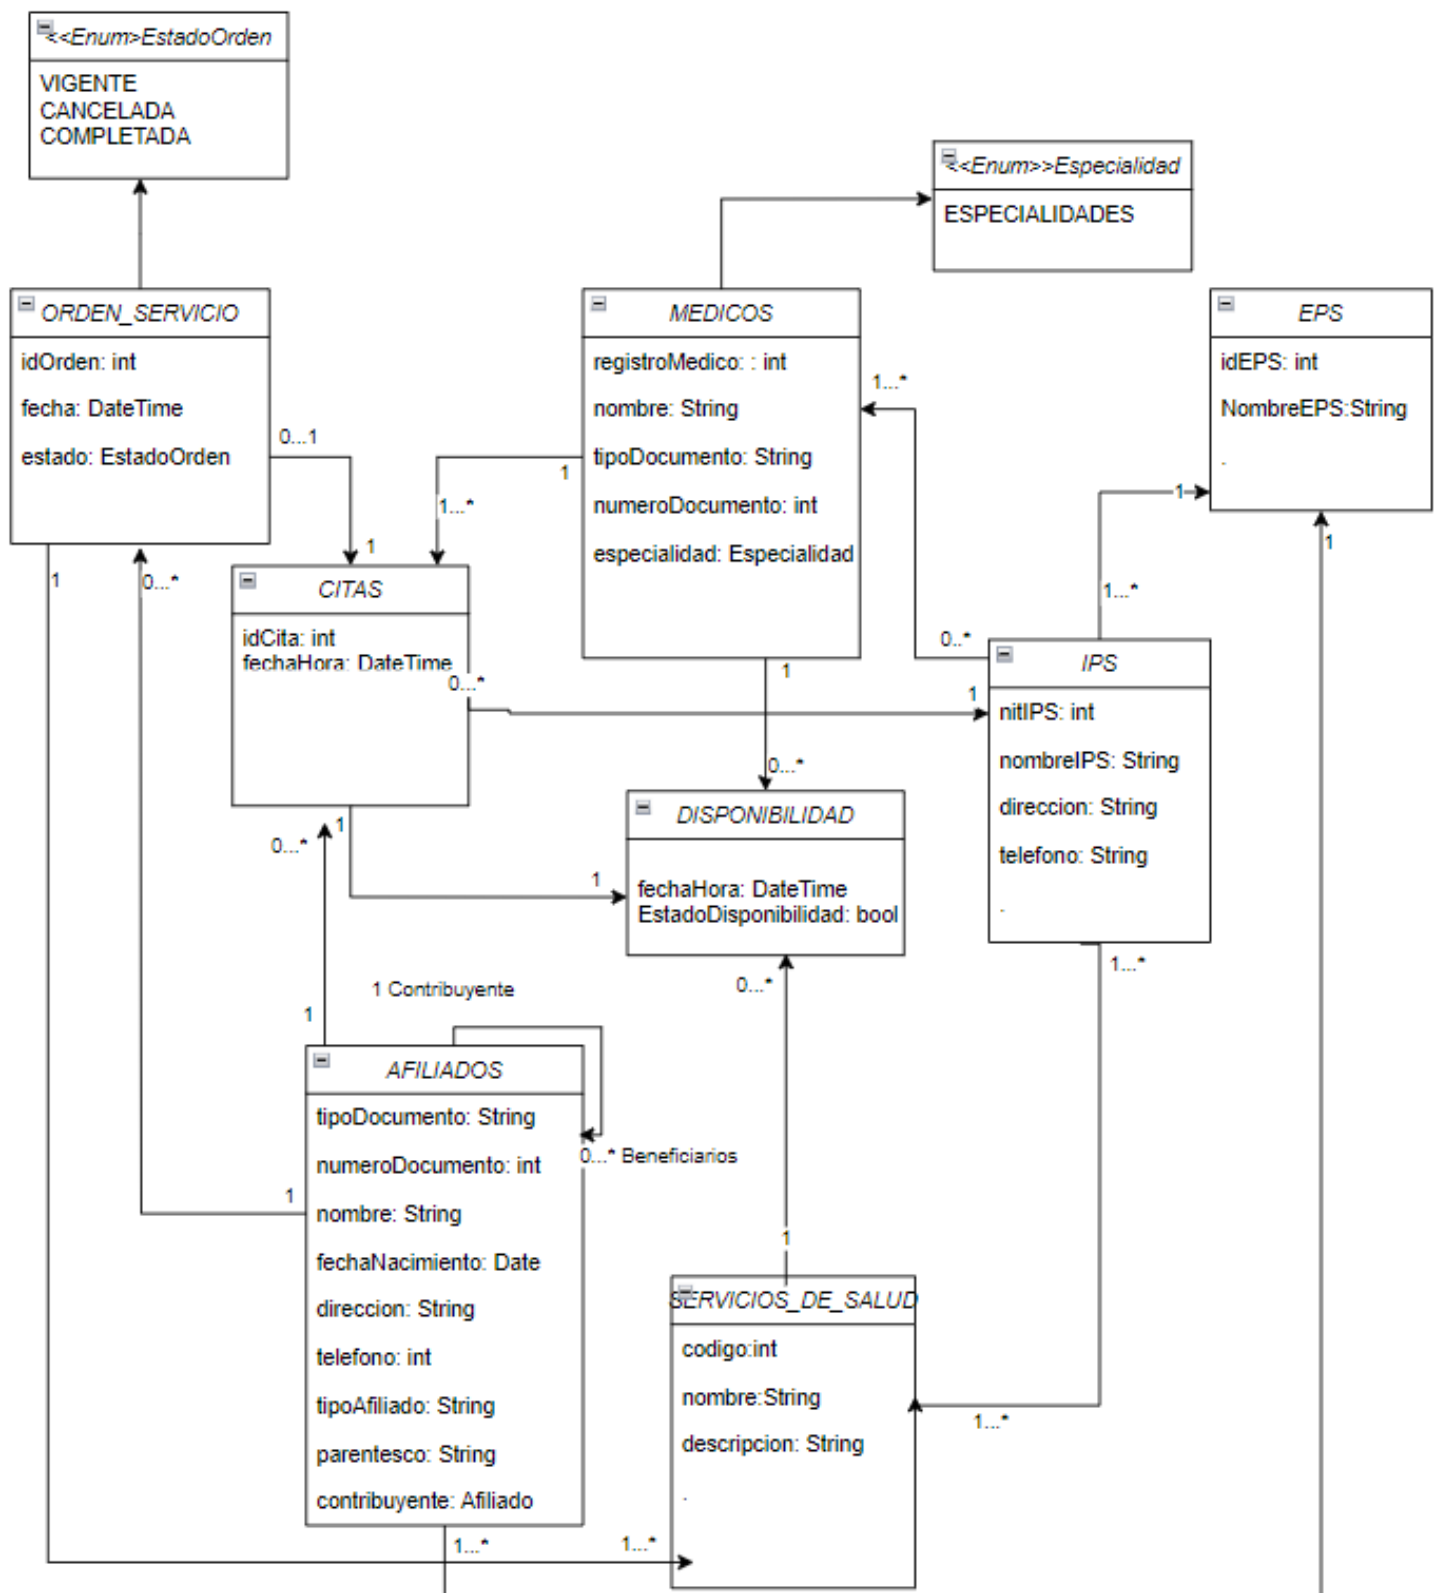 <<Enum>EstadoOrden
VIGENTE
CANCELADA
COMPLETADA
<<Enum>>Especialidad
ESPECIALIDADES
ORDEN_SERVICIO
idOrden: int
fecha: DateTime
estado: EstadoOrden
0...1
1
0...*
1
MEDICOS
registroMedico: : int
nombre: String
tipoDocumento: String
numeroDocumento: int
especialidad: Especialidad
1...*
1
1...*
1
0...*
EPS
idEPS: int
NombreEPS:String
.
1
1
1...*
CITAS
idCita: int
fechaHora: DateTime
0...*
1
0...*
1
0..*
1
IPS
nitIPS: int
nombreIPS: String
direccion: String
telefono: String
.
1...*
DISPONIBILIDAD
fechaHora: DateTime
EstadoDisponibilidad: bool
0...*
1 Contribuyente
1
AFILIADOS
tipoDocumento: String
numeroDocumento: int
nombre: String
fechaNacimiento: Date
direccion: String
telefono: int
tipoAfiliado: String
parentesco: String
contribuyente: Afiliado
0...* Beneficiarios
1
1
SERVICIOS_DE_SALUD
codigo:int
nombre:String
descripcion: String
.
1...*
1...*
1...*